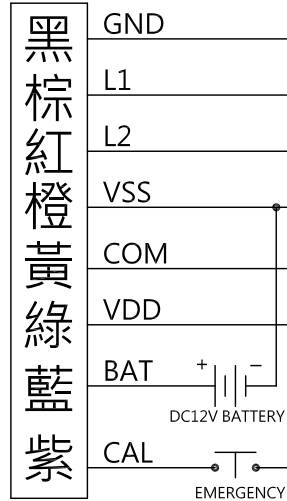 黑 GND
棕 L1
紅 L2
橙 VSS
黃 COM
綠 VDD
藍 BAT
+ −
DC12V BATTERY
紫 CAL
EMERGENCY